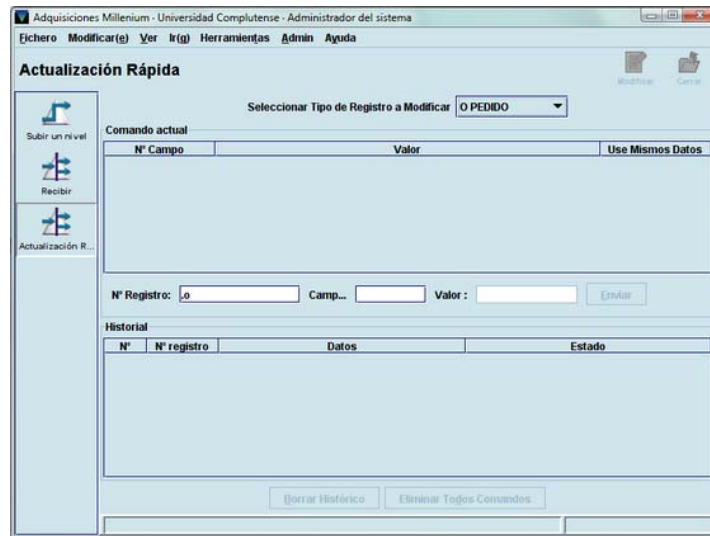 Adquisiciones Millenium - Universidad Complutense - Administrador del sistema
Fichero Modificar(e) Ver Ir(g) Herramientas Admin Ayuda
Actualización Rápida
Modificar Cerrar
Seleccionar Tipo de Registro a Modificar O PEDIDO
Subir un nivel
Recibir
Actualización R...
Comando actual
Nº Campo Valor Use Mismos Datos
Nº Registro: .o Camp... Valor : Enviar
Historial
Nº Nº registro Datos Estado
Borrar Histórico Eliminar Todos Comandos